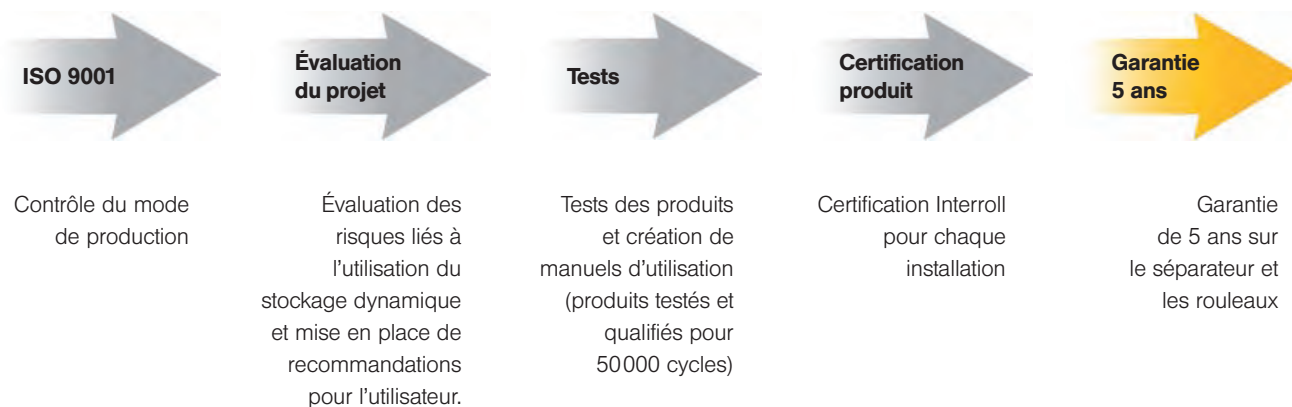 ISO 9001
Évaluation
du projet
Tests
Certification
produit
Garantie
5 ans
Contrôle du mode
de production
Évaluation des
risques liés à
l'utilisation du
stockage dynamique
et mise en place de
recommandations
pour l'utilisateur.
Tests des produits
et création de
manuels d'utilisation
(produits testés et
qualifiés pour
50 000 cycles)
Certification Interroll
pour chaque
installation
Garantie
de 5 ans sur
le séparateur et
les rouleaux